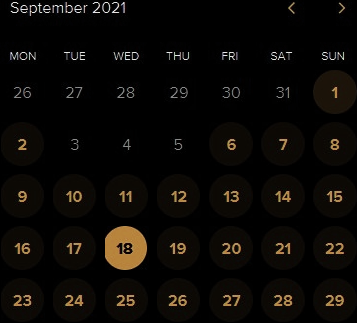 September 2021
MON TUE WED THU FRI SAT SUN
26 27 28 29 30 31 1
2 3 4 5 6 7 8
9 10 11 12 13 14 15
16 17 18 19 20 21 22
23 24 25 26 27 28 29